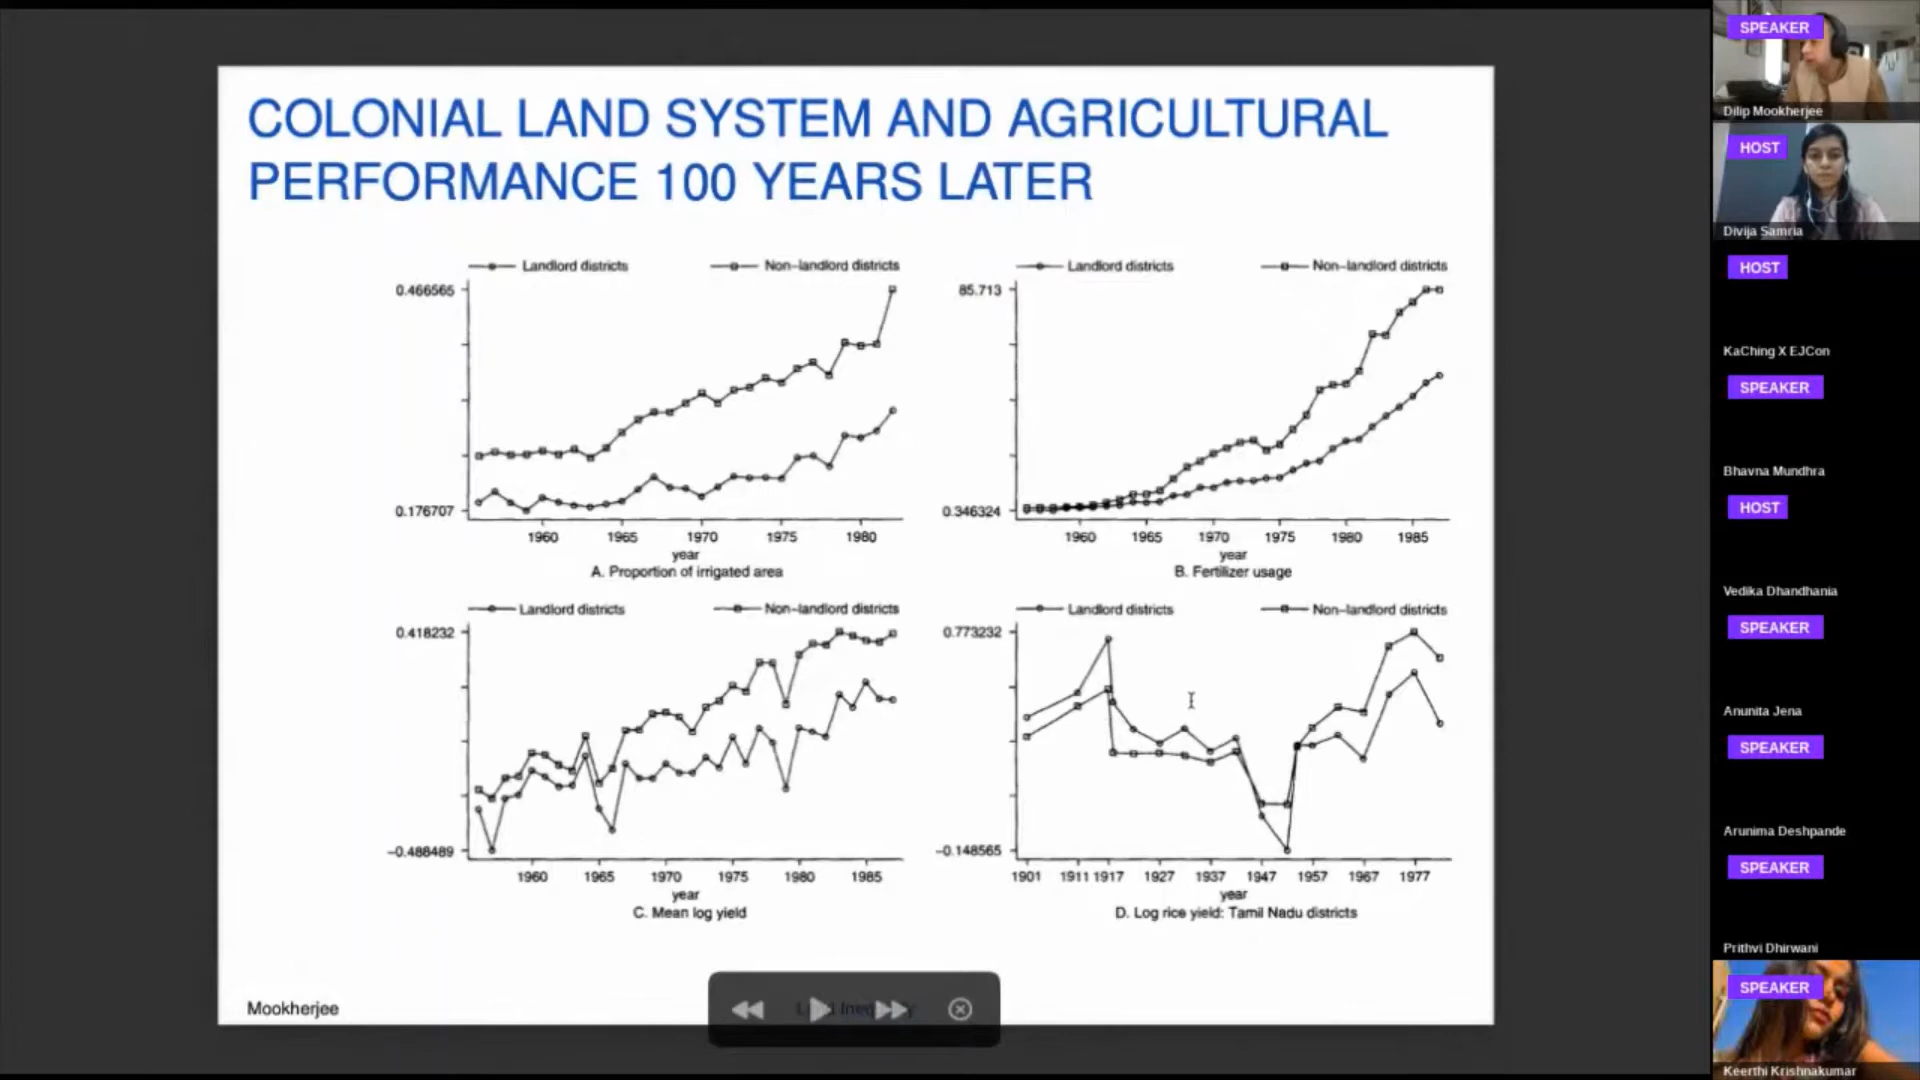 COLONIAL LAND SYSTEM AND AGRICULTURAL
PERFORMANCE 100 YEARS LATER
Landlord districts Non-landlord districts
0.466565
0.176707
1960 1965 1970 1975 1980
year
A. Proportion of irrigated area
Landlord districts Non-landlord districts
85.713
0.346324
1960 1965 1970 1975 1980 1985
year
B. Fertilizer usage
Landlord districts Non-landlord districts
0.418232
-0.488489
1960 1965 1970 1975 1980 1985
year
C. Mean log yield
Landlord districts Non-landlord districts
0.773232
-0.148565
1901 1911 1917 1927 1937 1947 1957 1967 1977
year
D. Log rice yield: Tamil Nadu districts
Mookherjee
SPEAKER
Dilip Mookherjee
HOST
Divija Samria
HOST
KaChing X EJCon
SPEAKER
Bhavna Mundhra
HOST
Vedika Dhandhania
SPEAKER
Anunita Jena
SPEAKER
Arunima Deshpande
SPEAKER
Prithvi Dhirwani
SPEAKER
Keerthi Krishnakumar